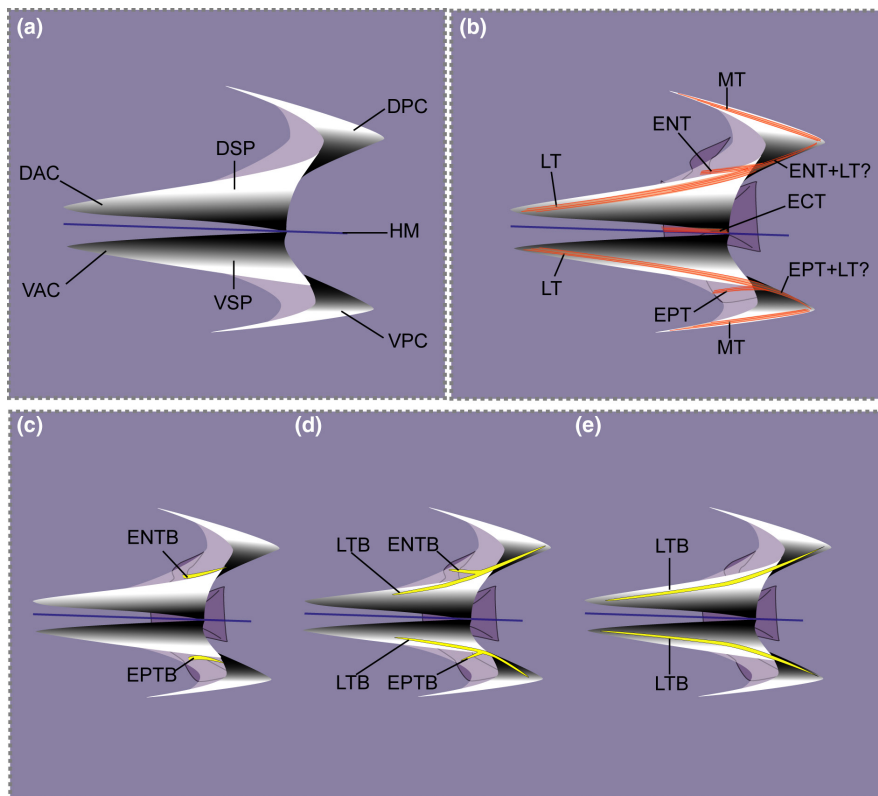 (a)
DPC
DSP
DAC
HM
VAC
VSP
VPC
(b)
MT
ENT
LT
ENT+LT?
ECT
LT
EPT+LT?
EPT
MT
(c)
ENTB
EPTB
(d)
LTB
ENTB
LTB
EPTB
(e)
LTB
LTB